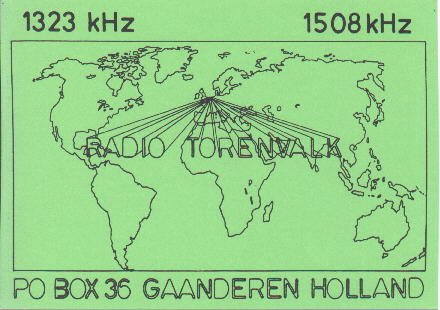 1323 kHz 1508 kHz
RADIO TORENVALK
PO BOX 36 GAANDEREN HOLLAND